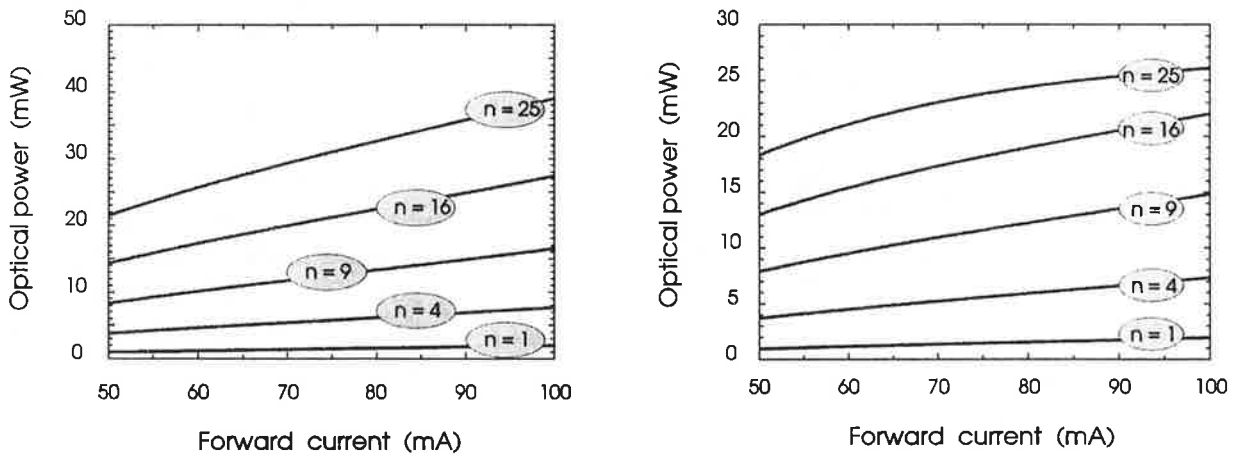 50
40
30
20
10
0
Optical power (mW)
n = 25
n = 16
n = 9
n = 4
n = 1
50 60 70 80 90 100
Forward current (mA)
30
25
20
15
10
5
0
Optical power (mW)
n = 25
n = 16
n = 9
n = 4
n = 1
50 60 70 80 90 100
Forward current (mA)